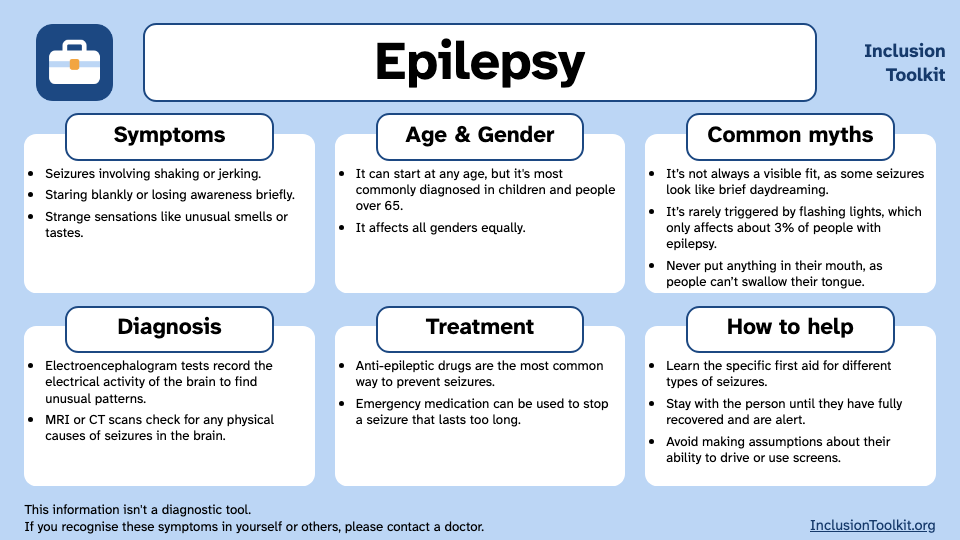 Epilepsy
Inclusion
Toolkit
Symptoms
• Seizures involving shaking or jerking.
• Staring blankly or losing awareness briefly.
• Strange sensations like unusual smells or
tastes.
Age & Gender
• It can start at any age, but it's most
commonly diagnosed in children and people
over 65.
• It affects all genders equally.
Common myths
• It’s not always a visible fit, as some seizures
look like brief daydreaming.
• It’s rarely triggered by flashing lights, which
only affects about 3% of people with
epilepsy.
• Never put anything in their mouth, as
people can’t swallow their tongue.
Diagnosis
• Electroencephalogram tests record the
electrical activity of the brain to find
unusual patterns.
• MRI or CT scans check for any physical
causes of seizures in the brain.
Treatment
• Anti-epileptic drugs are the most common
way to prevent seizures.
• Emergency medication can be used to stop
a seizure that lasts too long.
How to help
• Learn the specific first aid for different
types of seizures.
• Stay with the person until they have fully
recovered and are alert.
• Avoid making assumptions about their
ability to drive or use screens.
This information isn't a diagnostic tool.
If you recognise these symptoms in yourself or others, please contact a doctor.
InclusionToolkit.org